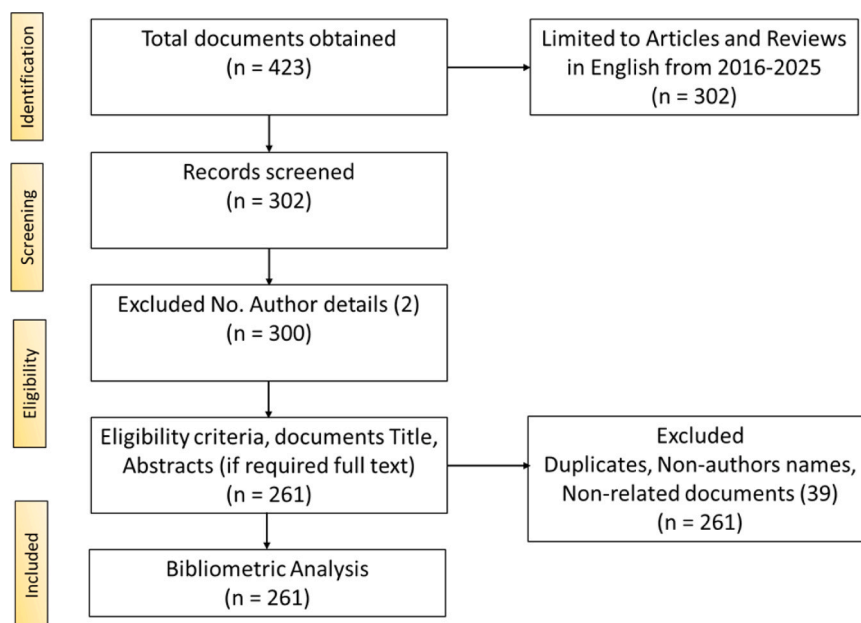 Identification
Total documents obtained
(n = 423)
Limited to Articles and Reviews
in English from 2016-2025
(n = 302)
Screening
Records screened
(n = 302)
Eligibility
Excluded No. Author details (2)
n = 300)
Eligibility criteria, documents Title,
Abstracts (if required full text)
n = 261)
Excluded
Duplicates, Non-authors names,
Non-related documents (39)
(n = 261)
Included
Bibliometric Analysis
(n = 261)